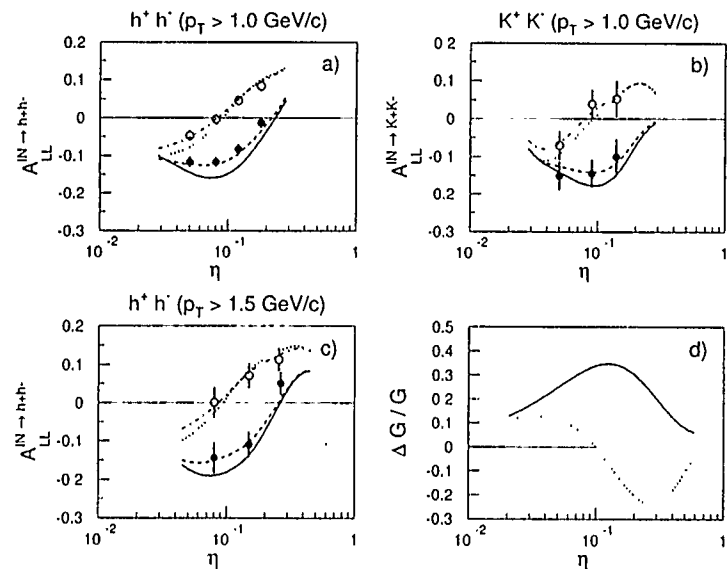 h⁺ h⁻ (p_T > 1.0 GeV/c)
K⁺ K⁻ (p_T > 1.0 GeV/c)
A_LL^lN → h+h-
0.2
0.1
0
-0.1
-0.2
-0.3
a)
10⁻² 10⁻¹ 1
η
A_LL^lN → K+K-
0.2
0.1
0
-0.1
-0.2
-0.3
b)
10⁻² 10⁻¹ 1
η
h⁺ h⁻ (p_T > 1.5 GeV/c)
A_LL^lN → h+h-
0.2
0.1
0
-0.1
-0.2
-0.3
c)
10⁻² 10⁻¹ 1
η
Δ G / G
0.5
0.4
0.3
0.2
0.1
0
-0.1
-0.2
-0.3
d)
10⁻² 10⁻¹ 1
η